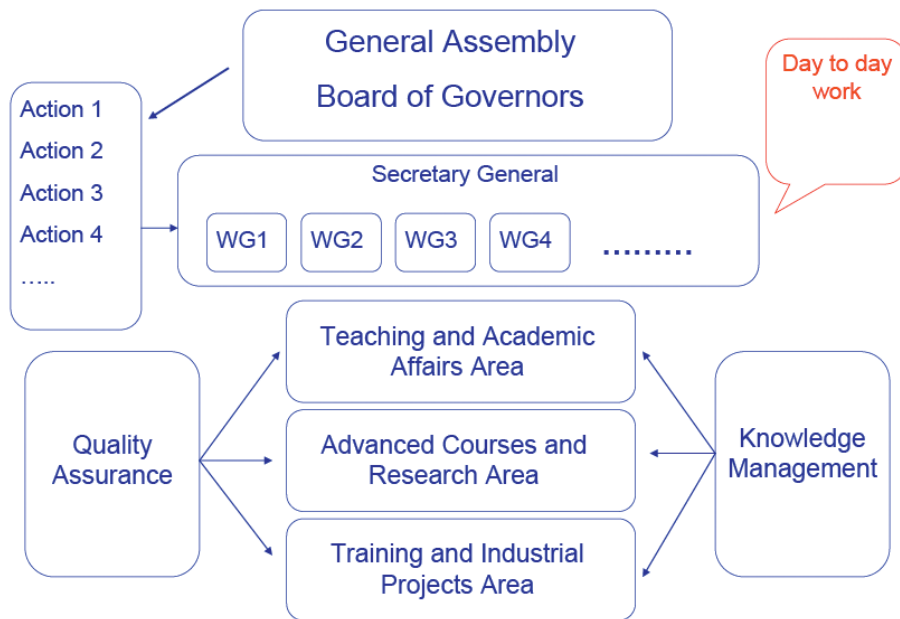 General Assembly
Board of Governors
Day to day
work
Action 1
Action 2
Action 3
Action 4
…..
Secretary General
WG1
WG2
WG3
WG4
………
Teaching and Academic
Affairs Area
Quality
Assurance
Advanced Courses and
Research Area
Knowledge
Management
Training and Industrial
Projects Area